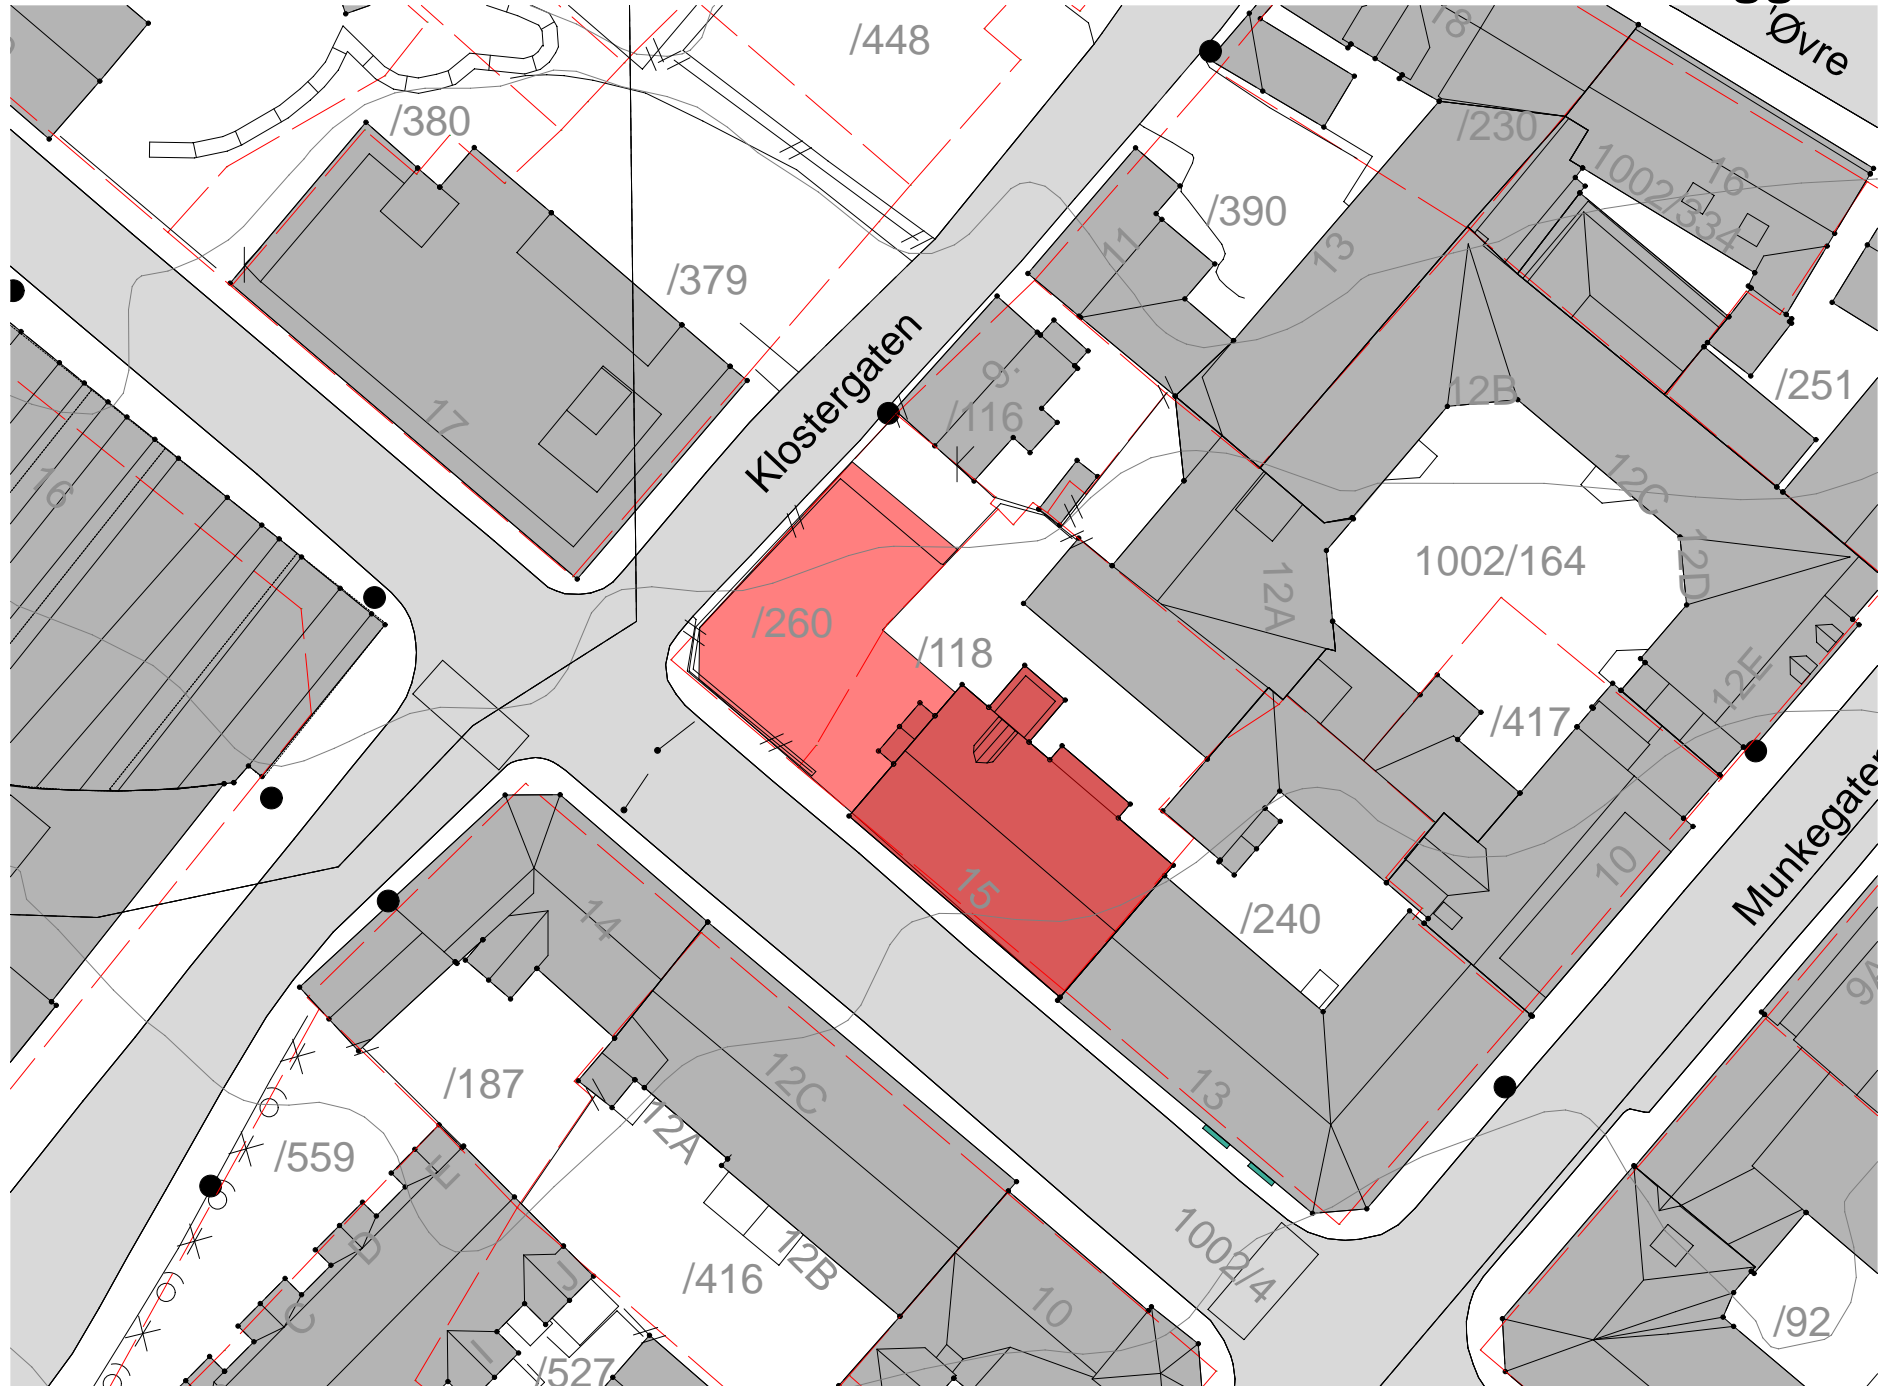 /448
18
Øvre
/380
/230
16
1002/334
/390
11
13
/379
Klostergaten
9
/116
12B
/251
17
16
12C
1002/164
12D
12A
/260
/118
12E
/417
Munkegaten
15
/240
10
14
9A
/187
12C
12A
13
/559
E
D
C
J
I
/416
12B
1002/4
10
/92
/527